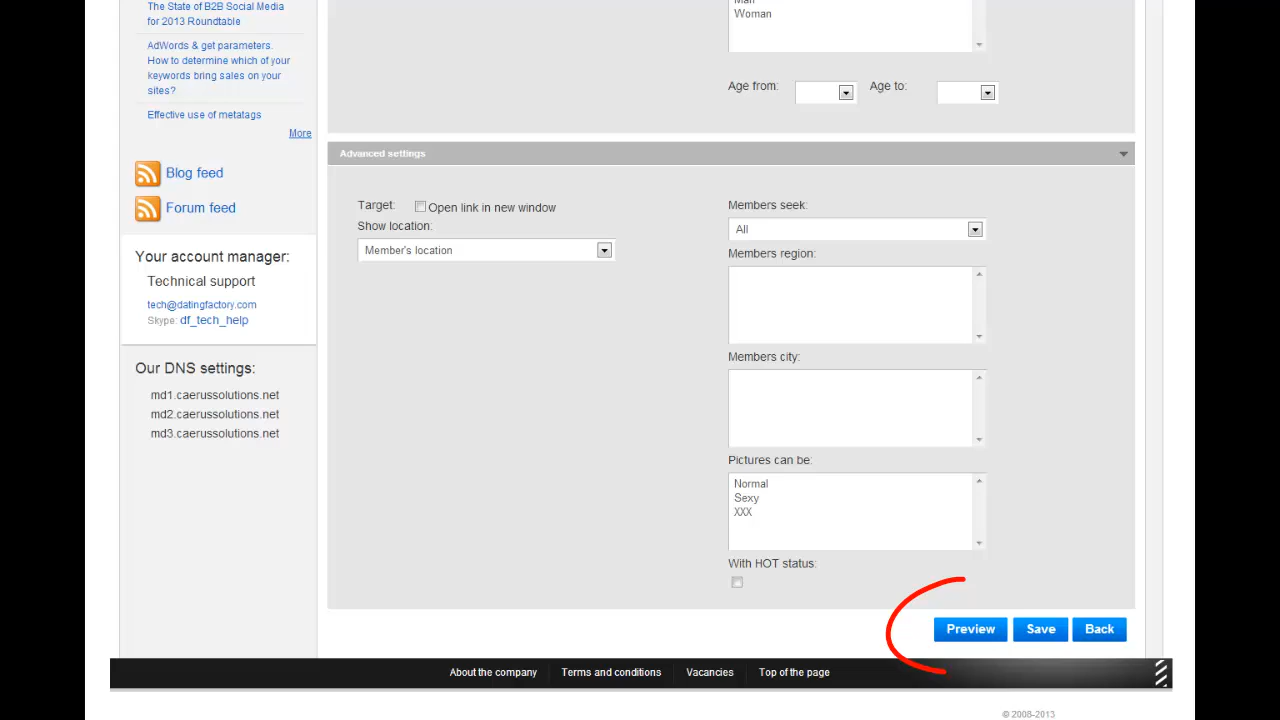 The State of B2B Social Media
for 2013 Roundtable
AdWords & get parameters.
How to determine which of your
keywords bring sales on your
sites?
Effective use of metatags
More
Blog feed
Forum feed
Your account manager:
Technical support
tech@datingfactory.com
Skype: df_tech_help
Our DNS settings:
md1.caerussolutions.net
md2.caerussolutions.net
md3.caerussolutions.net
Man
Woman
Age from:
Age to:
Advanced settings
Target: Open link in new window
Show location:
Member's location
Members seek:
All
Members region:
Members city:
Pictures can be:
Normal
Sexy
XXX
With HOT status:
Preview Save Back
About the company Terms and conditions Vacancies Top of the page
© 2008-2013